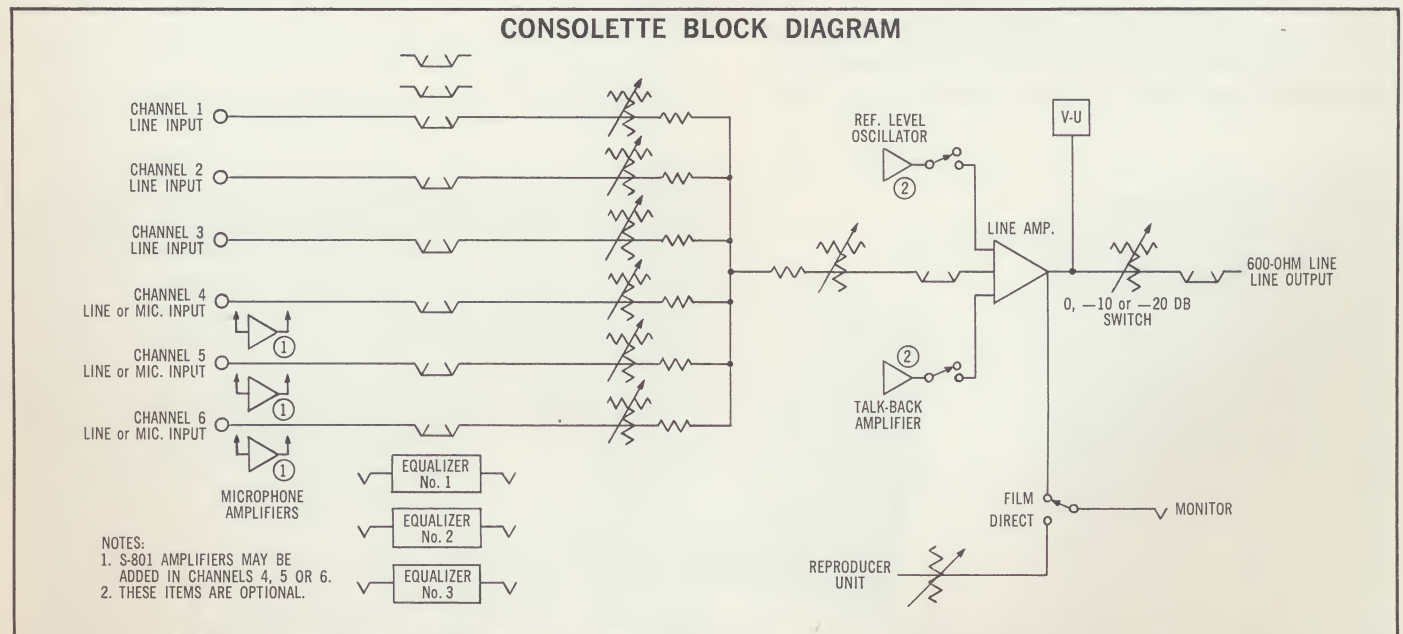 CONSOLETTE BLOCK DIAGRAM
CHANNEL 1
LINE INPUT
CHANNEL 2
LINE INPUT
CHANNEL 3
LINE INPUT
CHANNEL 4
LINE or MIC. INPUT
1
CHANNEL 5
LINE or MIC. INPUT
1
CHANNEL 6
LINE or MIC. INPUT
1
MICROPHONE
AMPLIFIERS
EQUALIZER
No. 1
EQUALIZER
No. 2
EQUALIZER
No. 3
NOTES:
1. S-801 AMPLIFIERS MAY BE
ADDED IN CHANNELS 4, 5 OR 6.
2. THESE ITEMS ARE OPTIONAL.
REF. LEVEL
OSCILLATOR
2
V-U
LINE AMP.
0, —10 or —20 DB
SWITCH
600-OHM LINE
LINE OUTPUT
2
TALK-BACK
AMPLIFIER
FILM
DIRECT
MONITOR
REPRODUCER
UNIT